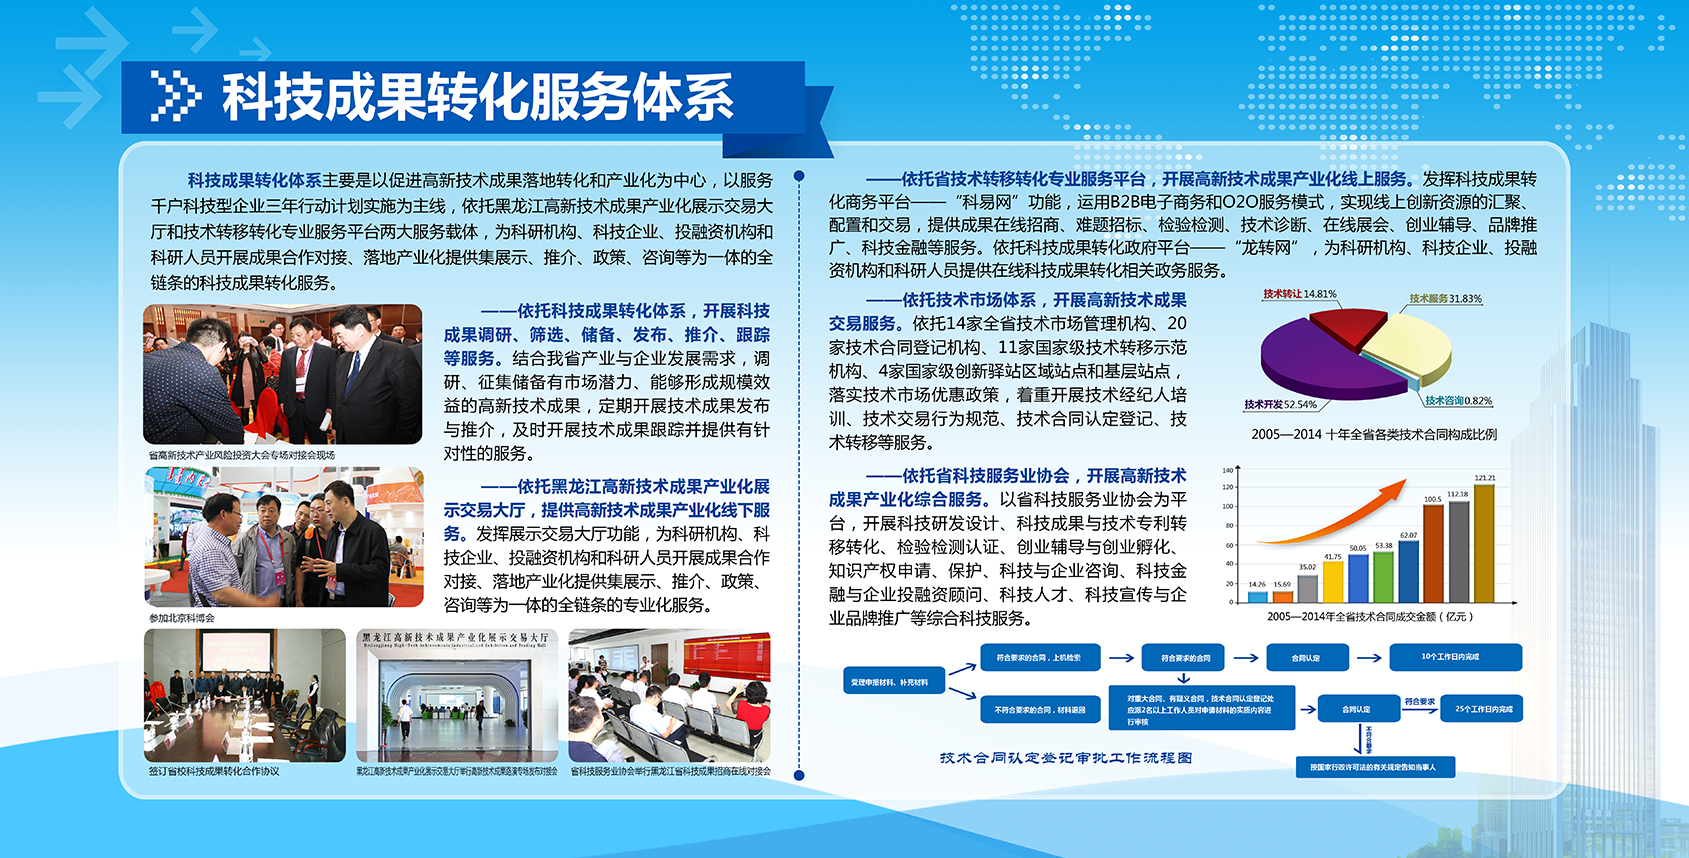 科技成果转化服务体系
科技成果转化体系主要是以促进高新技术成果落地转化和产业化为中心，以服务
千户科技型企业三年行动计划实施为主线，依托黑龙江高新技术成果产业化展示交易大
厅和技术转移转化专业服务平台两大服务载体，为科研机构、科技企业、投融资机构和
科研人员开展成果合作对接、落地产业化提供集展示、推介、政策、咨询等为一体的全
链条的科技成果转化服务。
省高新技术产业风险投资大会专场对接会现场
——依托科技成果转化体系，开展科技
成果调研、筛选、储备、发布、推介、跟踪
等服务。结合我省产业与企业发展需求，调
研、征集储备有市场潜力、能够形成规模效
益的高新技术成果，定期开展技术成果发布
与推介，及时开展技术成果跟踪并提供有针
对性的服务。
参加北京科博会
——依托黑龙江高新技术成果产业化展
示交易大厅，提供高新技术成果产业化线下服
务。发挥展示交易大厅功能，为科研机构、科
技企业、投融资机构和科研人员开展成果合作
对接、落地产业化提供集展示、推介、政策、
咨询等为一体的全链条的专业化服务。
签订省校科技成果转化合作协议
黑龙江高新技术成果产业化展示交易大厅
Heilongjiang High-Tech Achievements Industrialized Exhibition and Trading Hall
黑龙江高新技术成果产业化展示交易大厅举行高新技术成果路演专场发布对接会
省科技服务业协会举行黑龙江省科技成果招商在线对接会
——依托省技术转移转化专业服务平台，开展高新技术成果产业化线上服务。发挥科技成果转
化商务平台——“科易网”功能，运用B2B电子商务和O2O服务模式，实现线上创新资源的汇聚、
配置和交易，提供成果在线招商、难题招标、检验检测、技术诊断、在线展会、创业辅导、品牌推
广、科技金融等服务。依托科技成果转化政府平台——“龙转网”，为科研机构、科技企业、投融
资机构和科研人员提供在线科技成果转化相关政务服务。
——依托技术市场体系，开展高新技术成果
交易服务。依托14家全省技术市场管理机构、20
家技术合同登记机构、11家国家级技术转移示范
机构、4家国家级创新驿站区域站点和基层站点，
落实技术市场优惠政策，着重开展技术经纪人培
训、技术交易行为规范、技术合同认定登记、技
术转移等服务。
技术转让14.81%
技术服务31.83%
技术开发52.54%
技术咨询0.82%
2005—2014 十年全省各类技术合同构成比例
——依托省科技服务业协会，开展高新技术
成果产业化综合服务。以省科技服务业协会为平
台，开展科技研发设计、科技成果与技术专利转
移转化、检验检测认证、创业辅导与创业孵化、
知识产权申请、保护、科技与企业咨询、科技金
融与企业投融资顾问、科技人才、科技宣传与企
业品牌推广等综合科技服务。
140
120
100
80
60
40
20
0
14.26
15.69
35.02
41.75
50.05
53.38
62.07
100.5
112.18
121.21
2005—2014年全省技术合同成交金额（亿元）
受理申报材料、补充材料
符合要求的合同，上机检索
符合要求的合同
合同认定
10个工作日内完成
不符合要求的合同，材料退回
对重大合同、有疑义合同，技术合同认定登记处
应派2名以上工作人员对申请材料的实质内容进
行审核
合同认定
符合要求
25个工作日内完成
不符合要求
按国家行政许可法的有关规定告知当事人
技术合同认定登记审批工作流程图